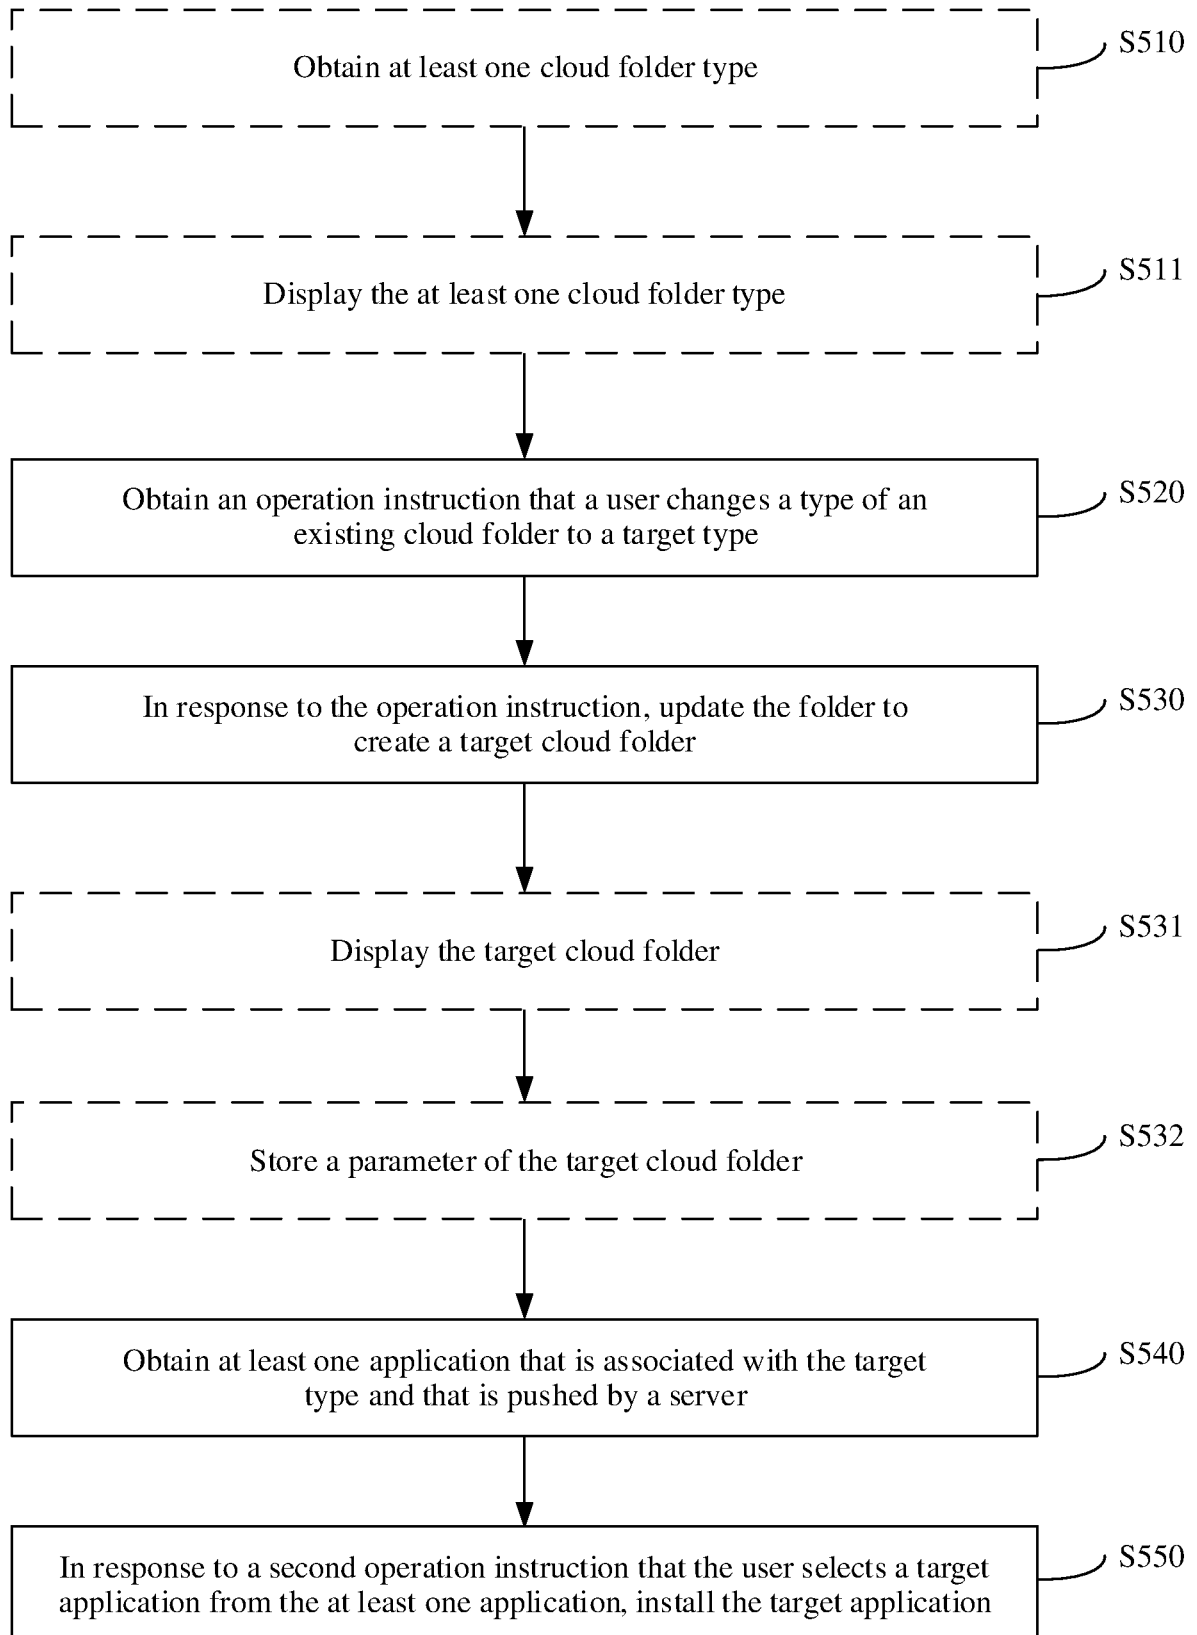 Obtain at least one cloud folder type
S510
Display the at least one cloud folder type
S511
Obtain an operation instruction that a user changes a type of an
existing cloud folder to a target type
S520
In response to the operation instruction, update the folder to
create a target cloud folder
S530
Display the target cloud folder
S531
Store a parameter of the target cloud folder
S532
Obtain at least one application that is associated with the target
type and that is pushed by a server
S540
In response to a second operation instruction that the user selects a target
application from the at least one application, install the target application
S550